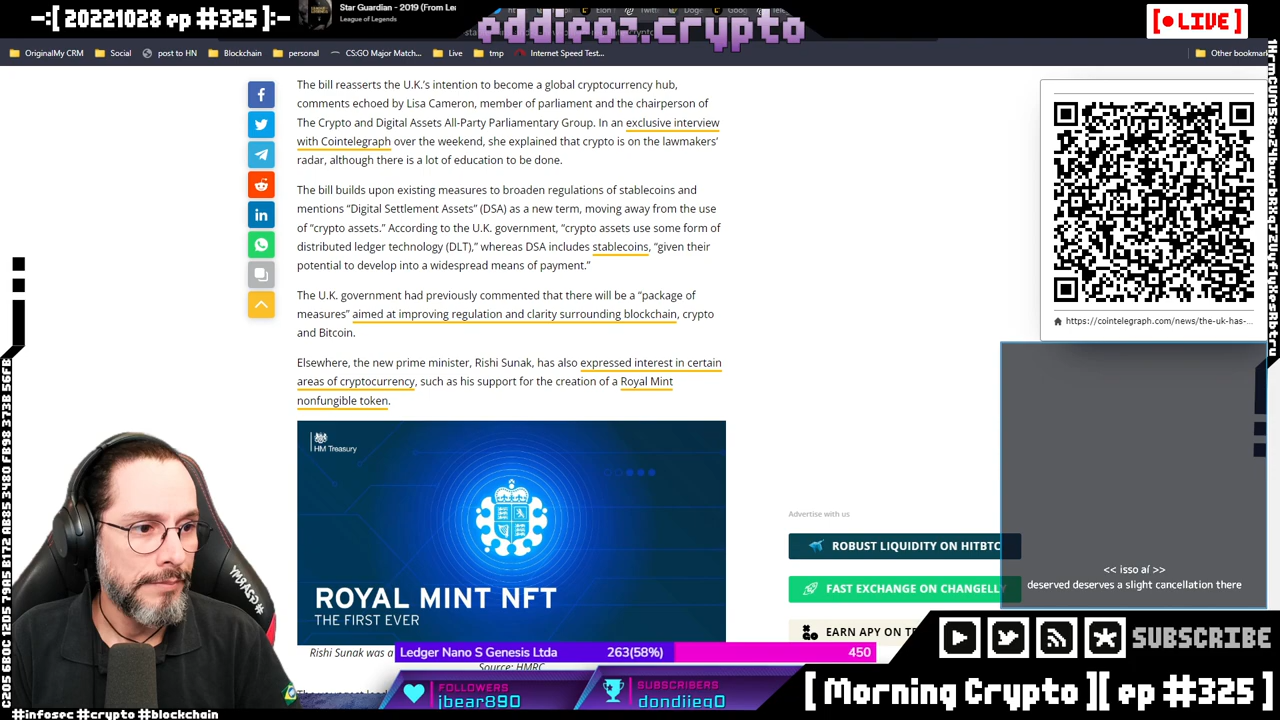 -:[ 20221028 ep #325 ]:-
Star Guardian - 2019 (From Lea
League of Legends
eddieoz.crypto
[ LIVE ]
OriginalMy CRM
Social
post to HN
Blockchain
personal
CS:GO Major Match...
Live
tmp
Internet Speed Test...
Other bookmar
The bill reasserts the U.K.’s intention to become a global cryptocurrency hub,
comments echoed by Lisa Cameron, member of parliament and the chairperson of
The Crypto and Digital Assets All-Party Parliamentary Group. In an exclusive interview
with Cointelegraph over the weekend, she explained that crypto is on the lawmakers’
radar, although there is a lot of education to be done.
The bill builds upon existing measures to broaden regulations of stablecoins and
mentions “Digital Settlement Assets” (DSA) as a new term, moving away from the use
of “crypto assets.” According to the U.K. government, “crypto assets use some form of
distributed ledger technology (DLT),” whereas DSA includes stablecoins, “given their
potential to develop into a widespread means of payment.”
The U.K. government had previously commented that there will be a “package of
measures” aimed at improving regulation and clarity surrounding blockchain, crypto
and Bitcoin.
Elsewhere, the new prime minister, Rishi Sunak, has also expressed interest in certain
areas of cryptocurrency, such as his support for the creation of a Royal Mint
nonfungible token.
HM Treasury
ROYAL MINT NFT
THE FIRST EVER
Rishi Sunak was a
Source: HMRC
https://cointelegraph.com/news/the-uk-has-...
Advertise with us
ROBUST LIQUIDITY ON HITBTC
FAST EXCHANGE ON CHANGELLY
EARN APY ON TR
<< isso aí >>
deserved deserves a slight cancellation there
Ledger Nano S Genesis Ltda
263(58%)
450
FOLLOWERS
jbear890
SUBSCRIBERS
dondiieg0
SUBSCRIBE
[ Morning Crypto ][ ep #325 ]
#infosec #crypto #blockchain